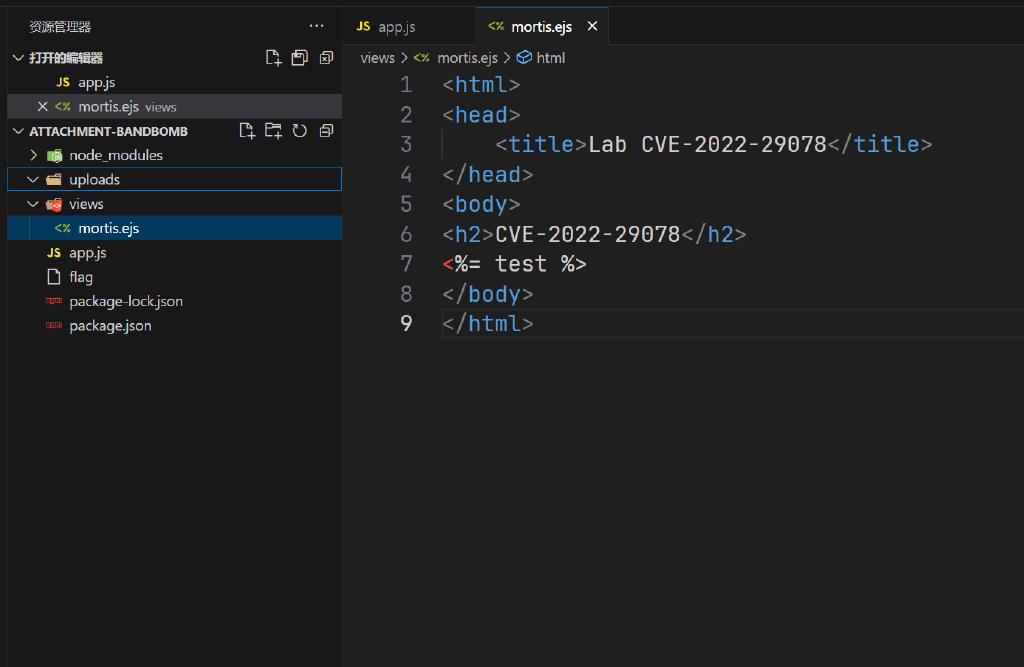 资源管理器
打开的编辑器
JS app.js
<% mortis.ejs views
ATTACHMENT-BANDBOMB
node_modules
uploads
views
<% mortis.ejs
JS app.js
flag
package-lock.json
package.json
JS app.js
<% mortis.ejs
views > <% mortis.ejs > html
1 <html>
2 <head>
3     <title>Lab CVE-2022-29078</title>
4 </head>
5 <body>
6 <h2>CVE-2022-29078</h2>
7 <%= test %>
8 </body>
9 </html>